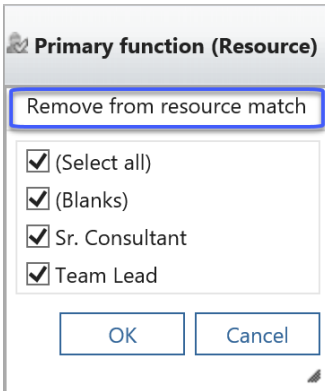 Primary function (Resource)
Remove from resource match
(Select all)
(Blanks)
Sr. Consultant
Team Lead
OK Cancel